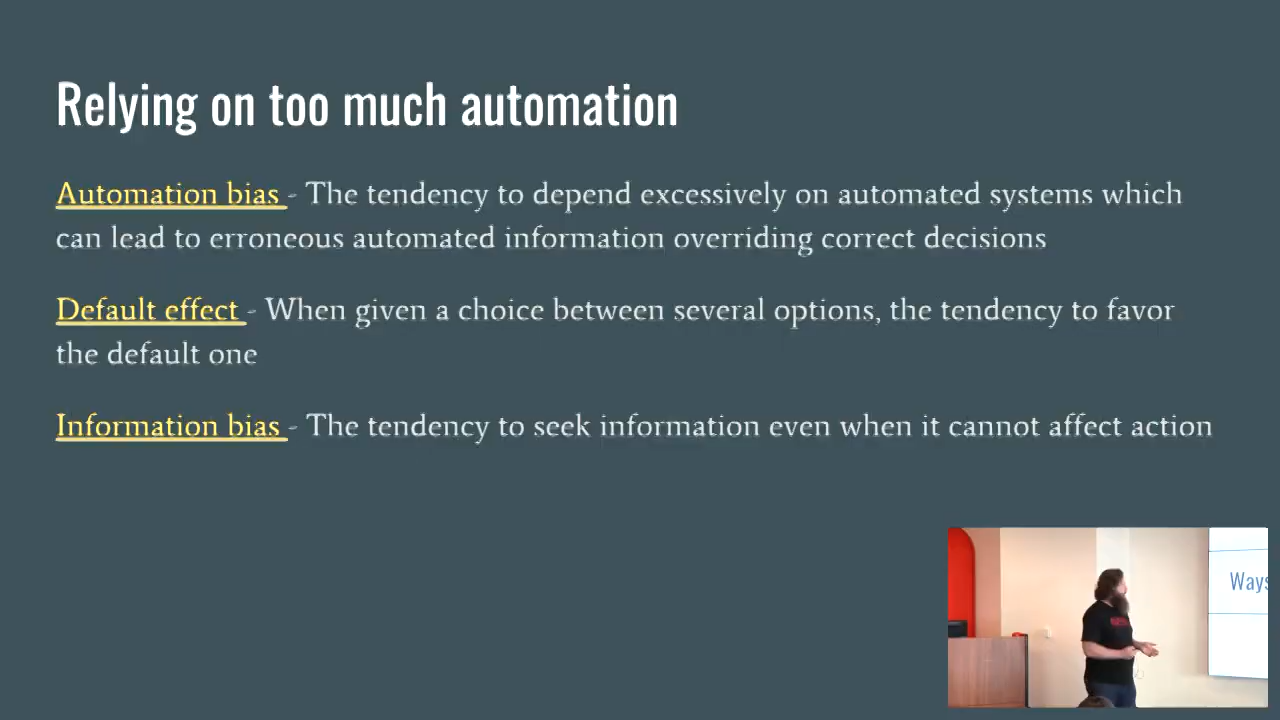 Relying on too much automation
Automation bias - The tendency to depend excessively on automated systems which
can lead to erroneous automated information overriding correct decisions
Default effect - When given a choice between several options, the tendency to favor
the default one
Information bias - The tendency to seek information even when it cannot affect action
Ways